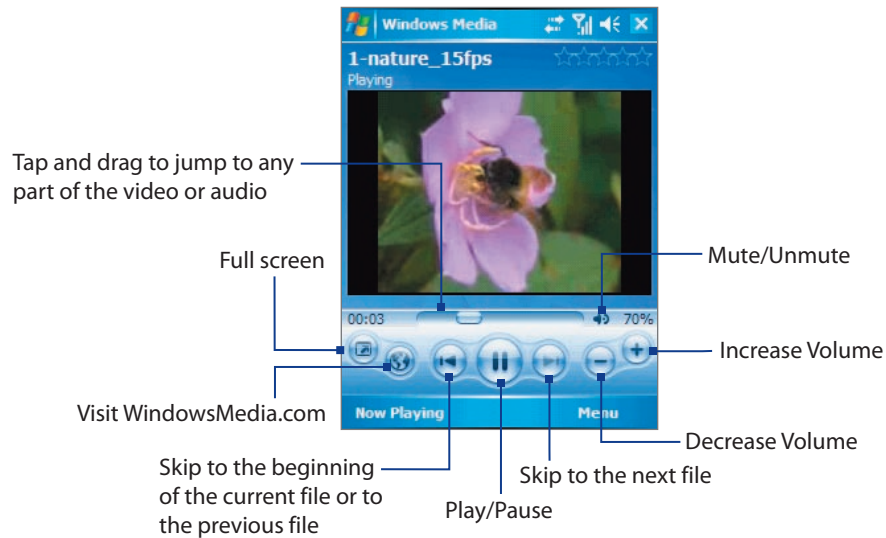 Windows Media
1-nature_15fps
Playing
Tap and drag to jump to any
part of the video or audio
Full screen
Mute/Unmute
00:03
70%
Increase Volume
Visit WindowsMedia.com
Now Playing
Menu
Decrease Volume
Skip to the beginning
of the current file or to
the previous file
Skip to the next file
Play/Pause